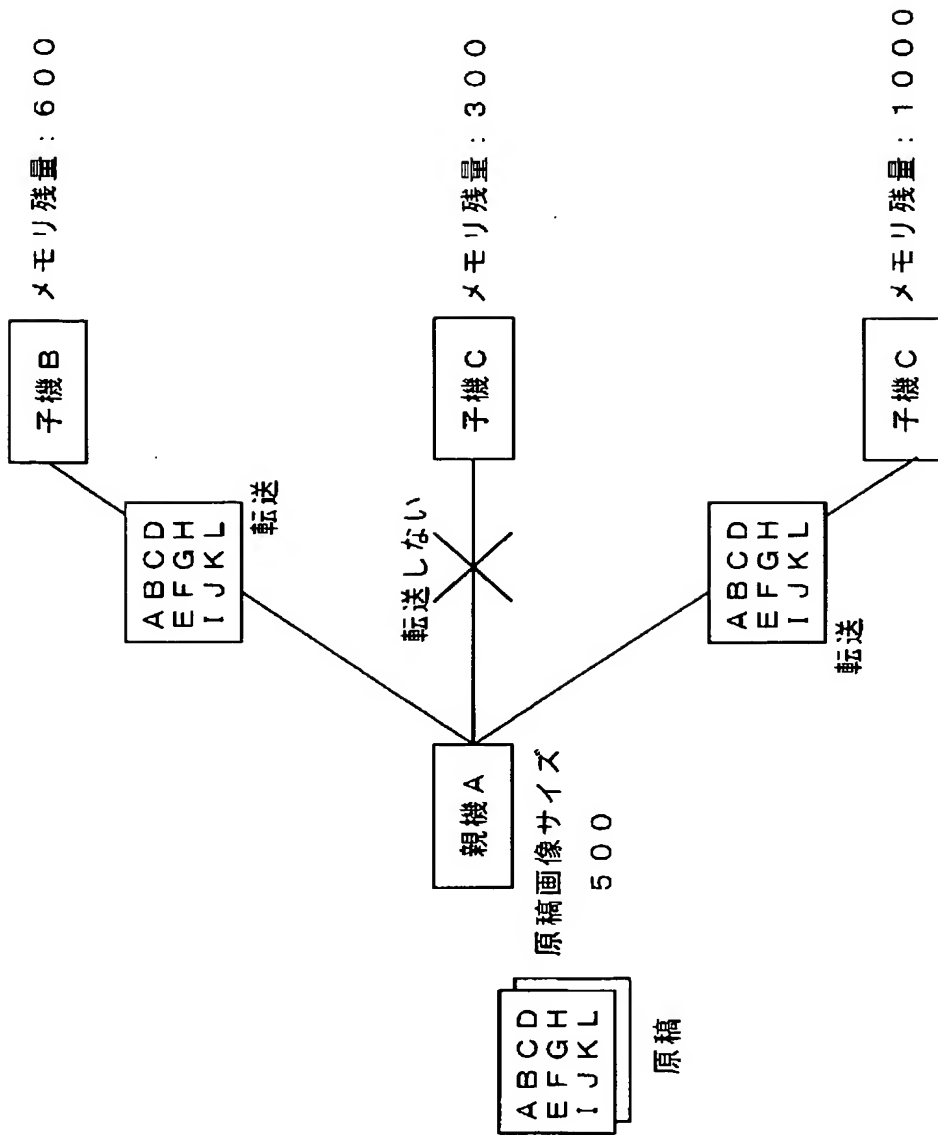 子機B
メモリ残量:600
ABCD
EFGH
IJKL
転送
転送しない
親機A
子機C
メモリ残量:300
原稿画像サイズ
500
ABCD
EFGH
IJKL
原稿
ABCD
EFGH
IJKL
転送
子機C
メモリ残量:1000